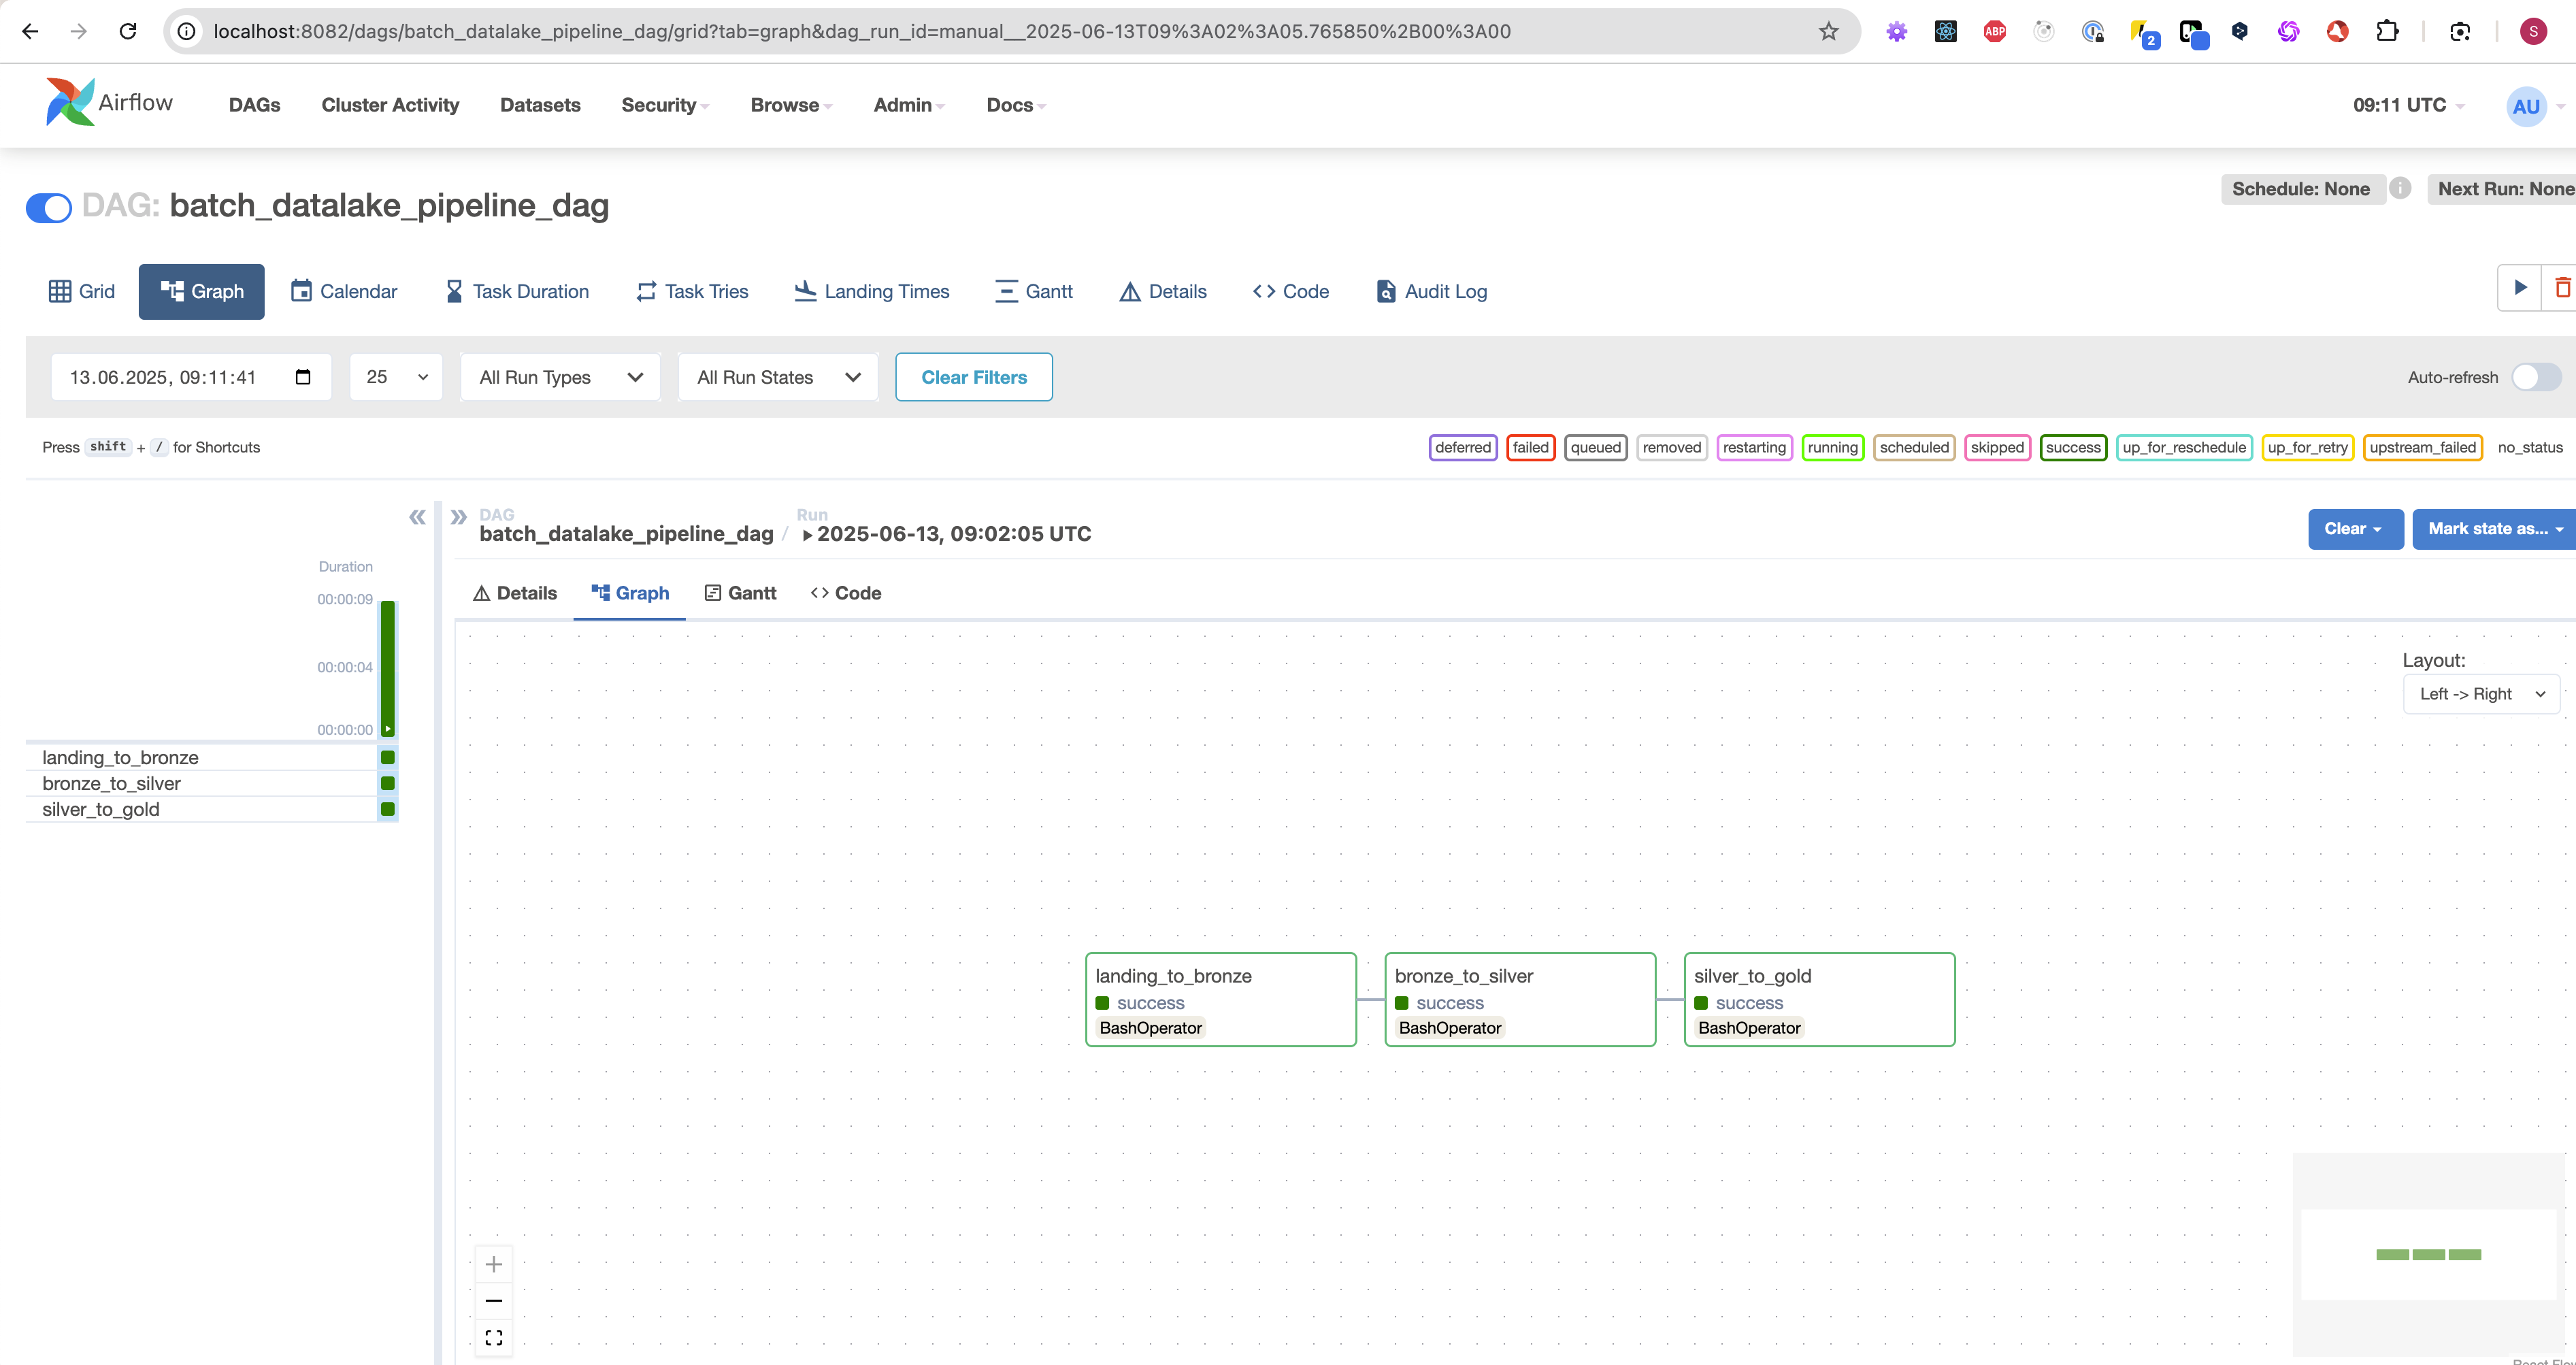 localhost:8082/dags/batch_datalake_pipeline_dag/grid?tab=graph&dag_run_id=manual__2025-06-13T09%3A02%3A05.765850%2B00%3A00
ABP
2
S
Airflow
DAGs
Cluster Activity
Datasets
Security
Browse
Admin
Docs
09:11 UTC
AU
DAG: batch_datalake_pipeline_dag
Schedule: None
Next Run: None
Grid
Graph
Calendar
Task Duration
Task Tries
Landing Times
Gantt
Details
<> Code
Audit Log
13.06.2025, 09:11:41
25
All Run Types
All Run States
Clear Filters
Auto-refresh
Press shift + / for Shortcuts
deferred
failed
queued
removed
restarting
running
scheduled
skipped
success
up_for_reschedule
up_for_retry
upstream_failed
no_status
DAG
batch_datalake_pipeline_dag /
Run
2025-06-13, 09:02:05 UTC
Clear
Mark state as...
Duration
00:00:09
00:00:04
00:00:00
landing_to_bronze
bronze_to_silver
silver_to_gold
Details
Graph
Gantt
<> Code
Layout:
Left -> Right
landing_to_bronze
success
BashOperator
bronze_to_silver
success
BashOperator
silver_to_gold
success
BashOperator